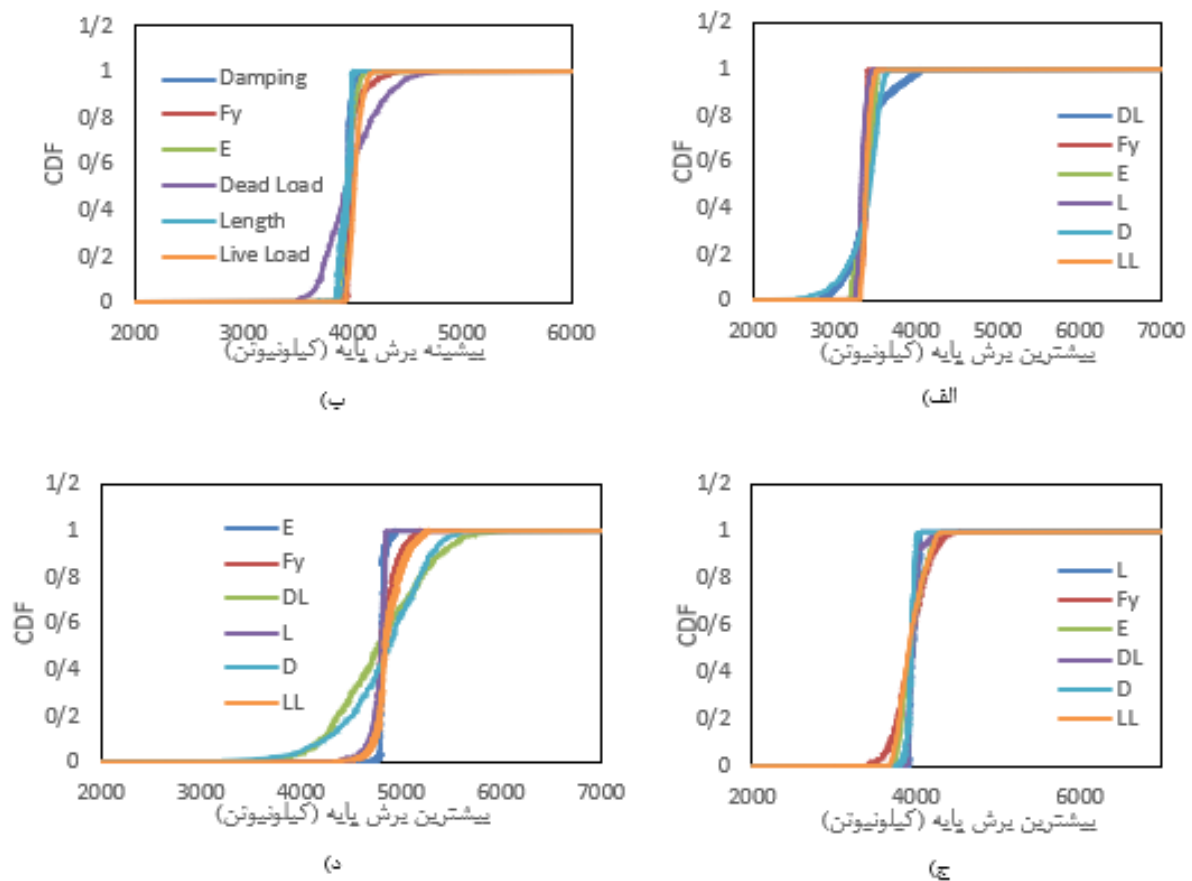 1/2
1
0/8
0/6
0/4
0/2
0
CDF
DL
Fy
E
L
D
LL
2000 3000 4000 5000 6000 7000
بیشترین برش پایه (کیلونیوتن)
الف)
1/2
1
0/8
0/6
0/4
0/2
0
CDF
Damping
Fy
E
Dead Load
Length
Live Load
2000 3000 4000 5000 6000
بیشینه برش پایه (کیلونیوتن)
ب)
1/2
1
0/8
0/6
0/4
0/2
0
CDF
L
Fy
E
DL
D
LL
2000 4000 6000
بیشترین برش پایه (کیلونیوتن)
ج)
1/2
1
0/8
0/6
0/4
0/2
0
CDF
E
Fy
DL
L
D
LL
2000 3000 4000 5000 6000 7000
بیشترین برش پایه (کیلونیوتن)
د)